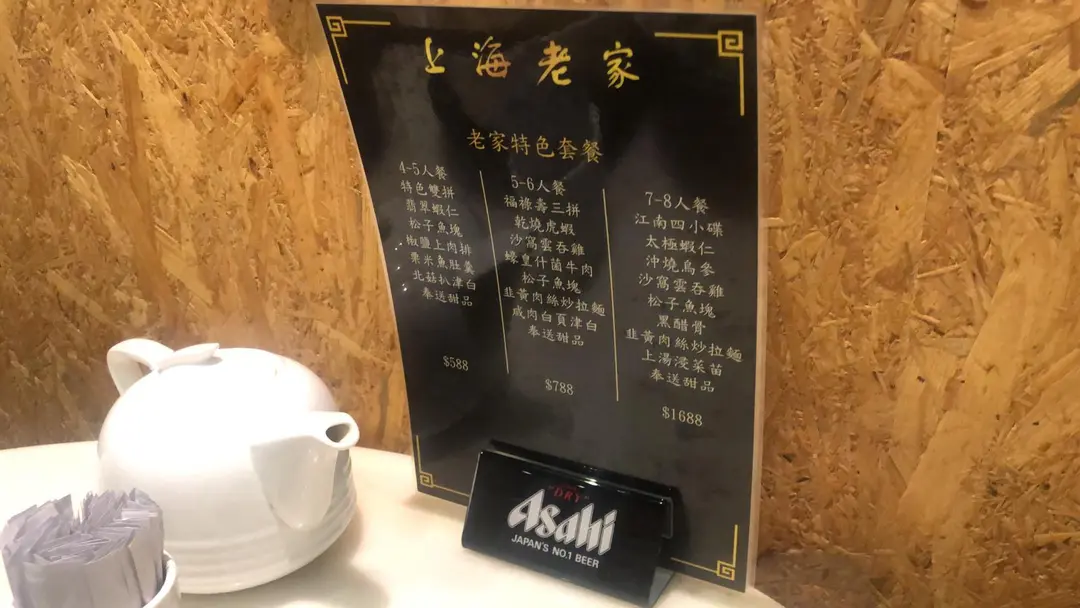 上海老家
老家特色套餐
4-5人餐
特色雙拼
翡翠蝦仁
松子魚塊
椒鹽上肉排
粟米魚肚羹
北菇扒津白
奉送甜品
$588
5-6人餐
福祿壽三拼
乾燒虎蝦
沙窩雲吞雞
蠔皇什菌牛肉
松子魚塊
韭黃肉絲炒拉麵
咸肉白頁津白
奉送甜品
$788
7-8人餐
江南四小碟
太極蝦仁
沖燒烏參
沙窩雲吞雞
松子魚塊
黑醋骨
韭黃肉絲炒拉麵
上湯浸菜苗
奉送甜品
$1688
DRY
Asahi
JAPAN'S NO.1 BEER